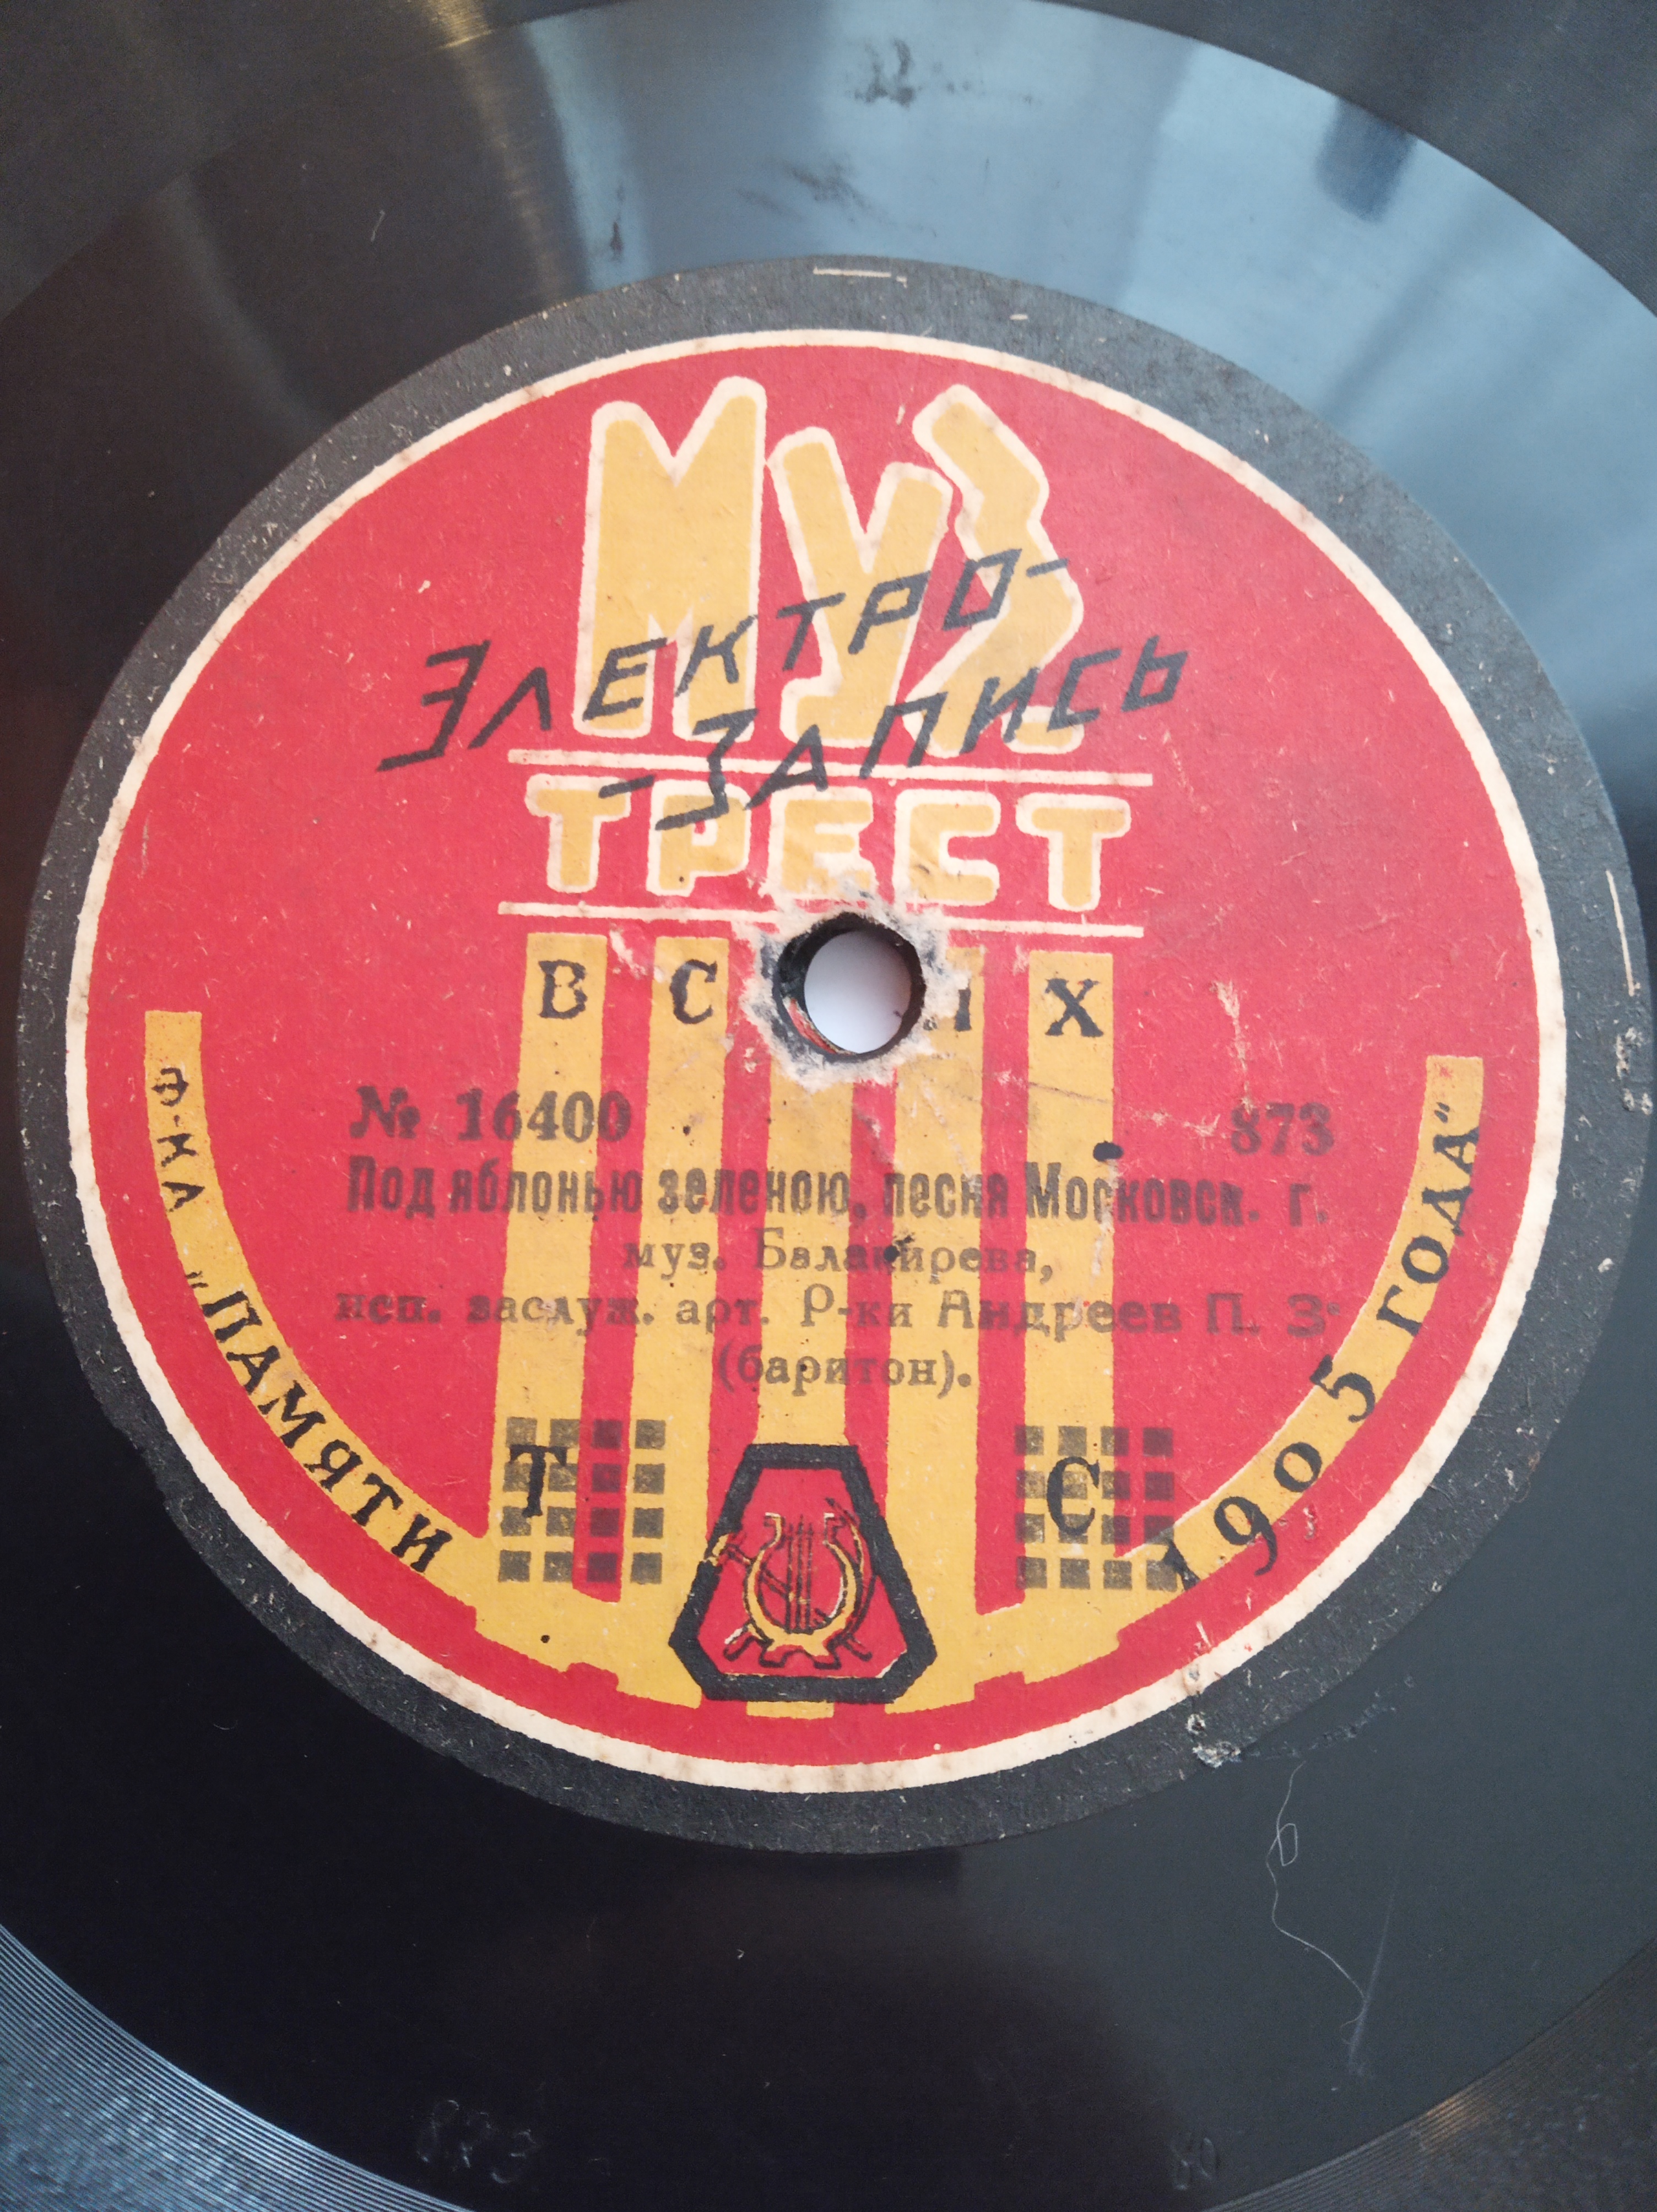 МУЗ
ЭЛЕКТРО-
-ЗАПИСЬ
ТРЕСТ
В С Х
№ 16400 873
Под яблонью зеленою, песня Московск. г.
муз. Балакирева,
исп. заслуж. арт. Р-ки Андреев П. З.
(баритон).
Т С
Ф-КА „ПАМЯТИ 1905 ГОДА"
873